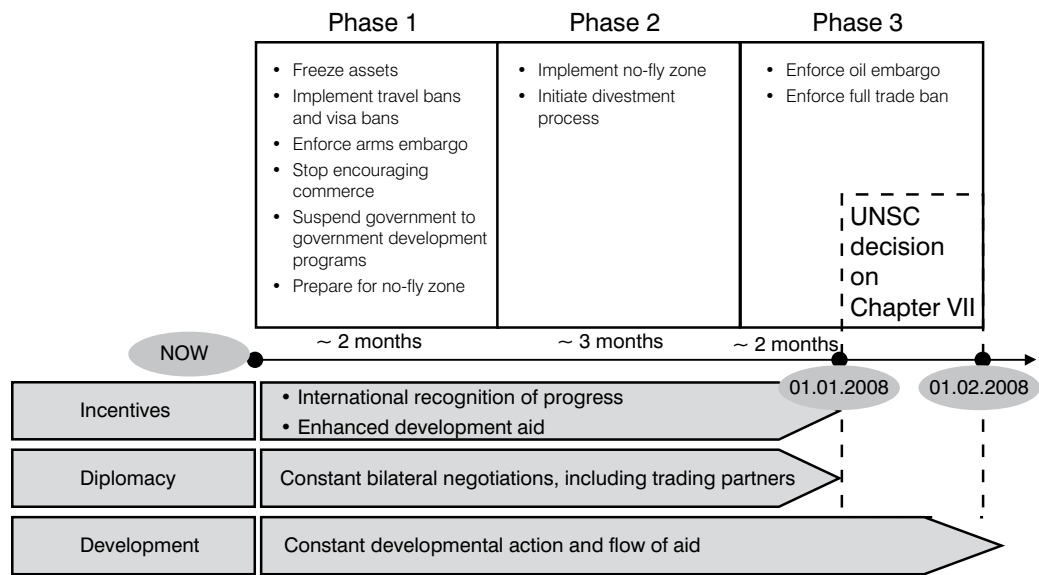 Phase 1
Phase 2
Phase 3
• Freeze assets
• Implement travel bans
and visa bans
• Enforce arms embargo
• Stop encouraging
commerce
• Suspend government to
government development
programs
• Prepare for no-fly zone
• Implement no-fly zone
• Initiate divestment
process
• Enforce oil embargo
• Enforce full trade ban
UNSC
decision
on
Chapter VII
NOW
~ 2 months
~ 3 months
~ 2 months
01.01.2008
01.02.2008
Incentives
• International recognition of progress
• Enhanced development aid
Diplomacy
Constant bilateral negotiations, including trading partners
Development
Constant developmental action and flow of aid